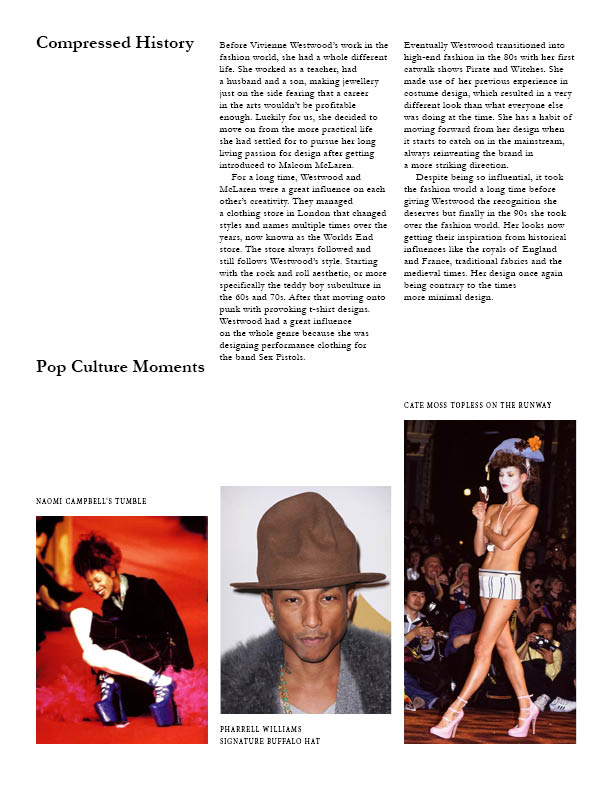 Compressed History
Before Vivienne Westwood's work in the
fashion world, she had a whole different
life. She worked as a teacher, had
a husband and a son, making jewellery
just on the side fearing that a career
in the arts wouldn't be profitable
enough. Luckily for us, she decided to
move on from the more practical life
she had settled for to pursue her long
living passion for design after getting
introduced to Malcom McLaren.
For a long time, Westwood and
McLaren were a great influence on each
other's creativity. They managed
a clothing store in London that changed
styles and names multiple times over the
years, now known as the Worlds End
store. The store always followed and
still follows Westwood's style. Starting
with the rock and roll aesthetic, or more
specifically the teddy boy subculture in
the 60s and 70s. After that moving onto
punk with provoking t-shirt designs.
Westwood had a great influence
on the whole genre because she was
designing performance clothing for
the band Sex Pistols.
Eventually Westwood transitioned into
high-end fashion in the 80s with her first
catwalk shows Pirate and Witches. She
made use of her previous experience in
costume design, which resulted in a very
different look than what everyone else
was doing at the time. She has a habit of
moving forward from her design when
it starts to catch on in the mainstream,
always reinventing the brand in
a more striking direction.
Despite being so influential, it took
the fashion world a long time before
giving Westwood the recognition she
deserves but finally in the 90s she took
over the fashion world. Her looks now
getting their inspiration from historical
influences like the royals of England
and France, traditional fabrics and the
medieval times. Her design once again
being contrary to the times
more minimal design.
Pop Culture Moments
NAOMI CAMPBELL'S TUMBLE
PHARRELL WILLIAMS
SIGNATURE BUFFALO HAT
CATE MOSS TOPLESS ON THE RUNWAY